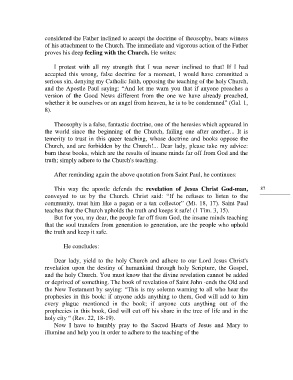 considered the Father inclined to accept the doctrine of theosophy, bears witness
of his attachment to the Church. The immediate and vigorous action of the Father
proves his deep feeling with the Church. He writes:
I protest with all my strength that I was never inclined to that! If I had
accepted this wrong, false doctrine for a moment, I would have committed a
serious sin, denying my Catholic faith, opposing the teaching of the holy Church,
and the Apostle Paul saying: “And let me warn you that if anyone preaches a
version of the Good News different from the one we have already preached,
whether it be ourselves or an angel from heaven, he is to be condemned” (Gal. 1,
8).
Theosophy is a false, fantastic doctrine, one of the heresies which appeared in
the world since the beginning of the Church, failing one after another... It is
temerity to trust in this queer teaching, whose doctrine and books oppose the
Church, and are forbidden by the Church!... Dear lady, please take my advice:
burn these books, which are the results of insane minds far off from God and the
truth; simply adhere to the Church's teaching.
After reminding again the above quotation from Saint Paul, he continues:
This way the apostle defends the revelation of Jesus Christ God-man,
conveyed to us by the Church. Christ said: “If he refuses to listen to the
community, treat him like a pagan or a tax collector” (Mt. 18, 17). Saint Paul
teaches that the Church upholds the truth and keeps it safe! (1 Tim. 3, 15).
But for you, my dear, the people far off from God, the insane minds teaching
that the soul transfers from generation to generation, are the people who uphold
the truth and keep it safe.
He concludes:
Dear lady, yield to the holy Church and adhere to our Lord Jesus Christ's
revelation upon the destiny of humankind through holy Scripture, the Gospel,
and the holy Church. You must know that the divine revelation cannot be added
or deprived of something. The book of revelation of Saint John -ends the Old and
the New Testament by saying: “This is my solemn warning to all who hear the
prophesies in this book: if anyone adds anything to them, God will add to him
every plague mentioned in the book; if anyone cuts anything out of the
prophecies in this book, God will cut off his share in the tree of life and in the
holy city “ (Rev. 22, 18-19).
Now I have to humbly pray to the Sacred Hearts of Jesus and Mary to
illumine and help you in order to adhere to the teaching of the